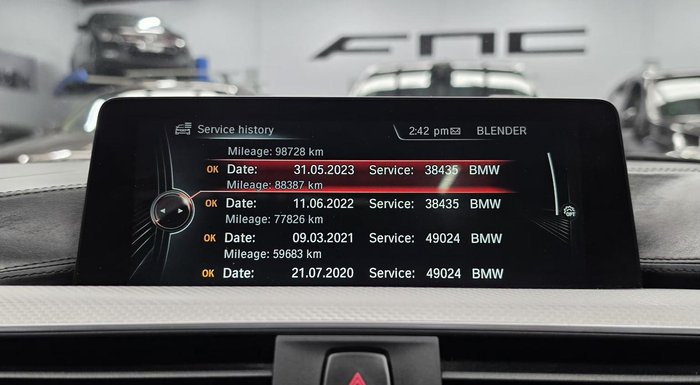 FNC
Service history
2:42 pm
BLENDER
Mileage: 98728 km
OK Date: 31.05.2023 Service: 38435 BMW
Mileage: 88387 km
OK Date: 11.06.2022 Service: 38435 BMW
Mileage: 77826 km
OK Date: 09.03.2021 Service: 49024 BMW
Mileage: 59683 km
OK Date: 21.07.2020 Service: 49024 BMW
OFF